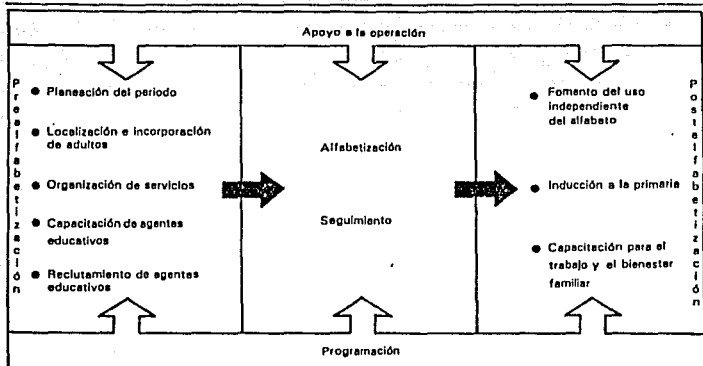 Apoyo a la operación
Prealfabetización
● Planeación del periodo
● Localización e incorporación
de adultos
● Organización de servicios
● Capacitación de agentes
educativos
● Reclutamiento de agentes
educativos
Alfabetización
Seguimiento
● Fomento del uso
independiente
del alfabeto
● Inducción a la primaria
● Capacitación para el
trabajo y el bienestar
familiar
Postalfabetización
Programación